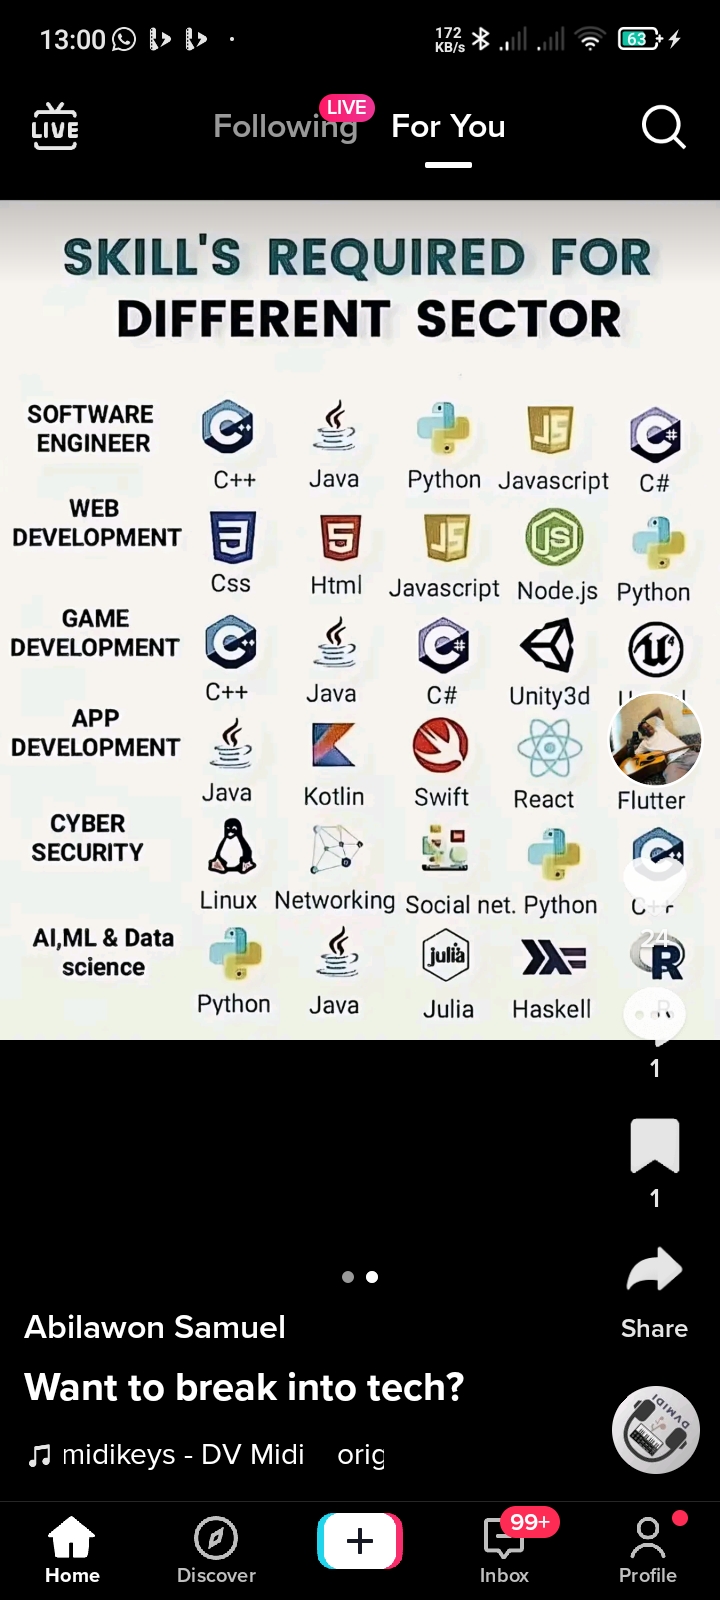 13:00
172
KB/s
63
LIVE
Following
LIVE
For You
SKILL'S REQUIRED FOR
DIFFERENT SECTOR
SOFTWARE
ENGINEER
C++ Java Python Javascript C#
WEB
DEVELOPMENT
Css Html Javascript Node.js Python
GAME
DEVELOPMENT
C++ Java C# Unity3d
APP
DEVELOPMENT
Java Kotlin Swift React Flutter
CYBER
SECURITY
Linux Networking Social net. Python C++
24
AI,ML & Data
science
julia
R
Python Java Julia Haskell R
1
1
Share
Abilawon Samuel
Want to break into tech?
midikeys - DV Midi orig
DVMIDI
99+
Home Discover Inbox Profile